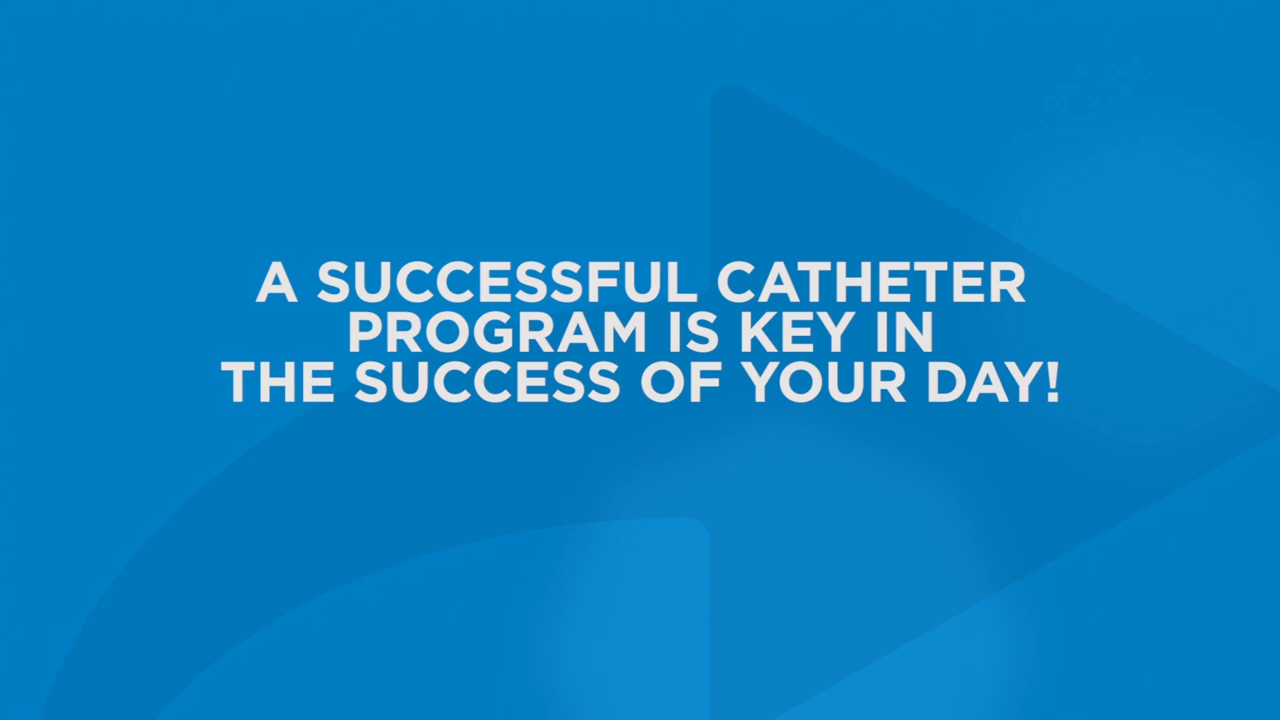 A SUCCESSFUL CATHETER
PROGRAM IS KEY IN
THE SUCCESS OF YOUR DAY!